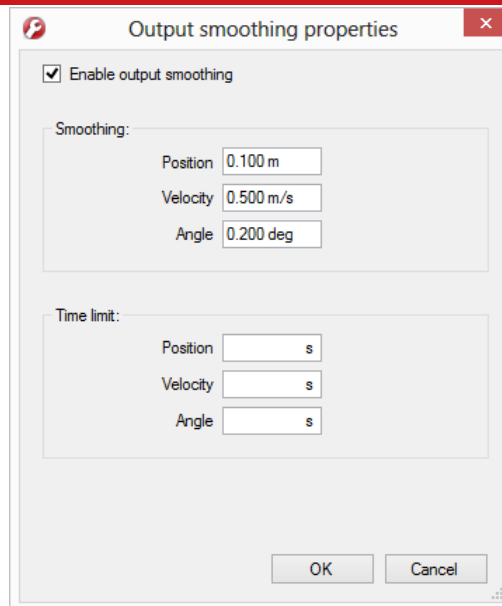 Output smoothing properties
Enable output smoothing
Smoothing:
Position 0.100 m
Velocity 0.500 m/s
Angle 0.200 deg
Time limit:
Position s
Velocity s
Angle s
OK Cancel